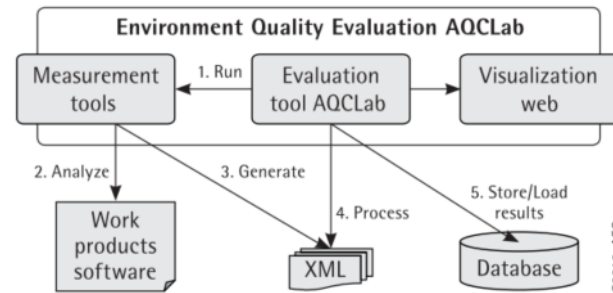 Environment Quality Evaluation AQCLab
Measurement
tools
1. Run
Evaluation
tool AQCLab
Visualization
web
2. Analyze
3. Generate
4. Process
5. Store/Load
results
Work
products
software
XML
Database